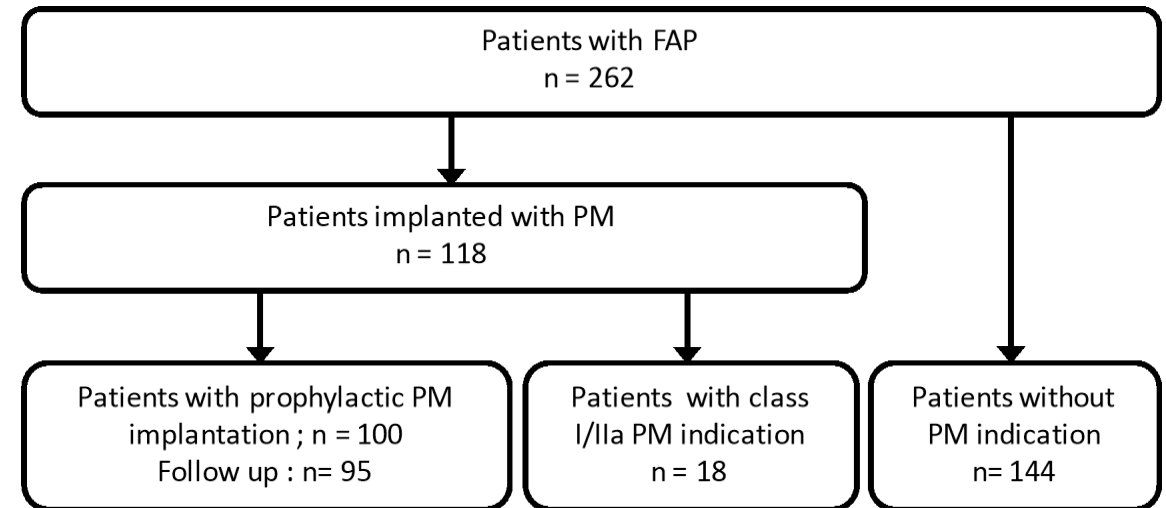 Patients with FAP
n = 262
Patients implanted with PM
n = 118
Patients with prophylactic PM
implantation ; n = 100
Follow up : n= 95
Patients with class
I/IIa PM indication
n = 18
Patients without
PM indication
n= 144